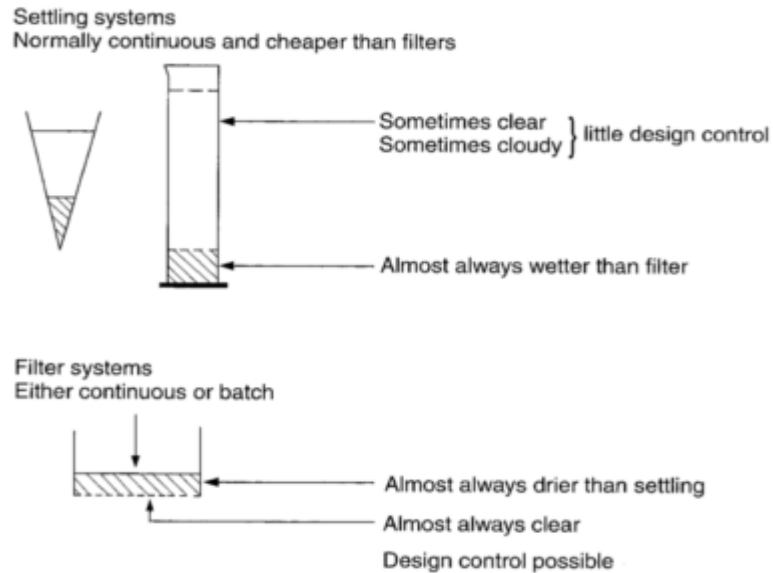 Settling systems
Normally continuous and cheaper than filters
Sometimes clear
Sometimes cloudy } little design control
Almost always wetter than filter
Filter systems
Either continuous or batch
Almost always drier than settling
Almost always clear
Design control possible